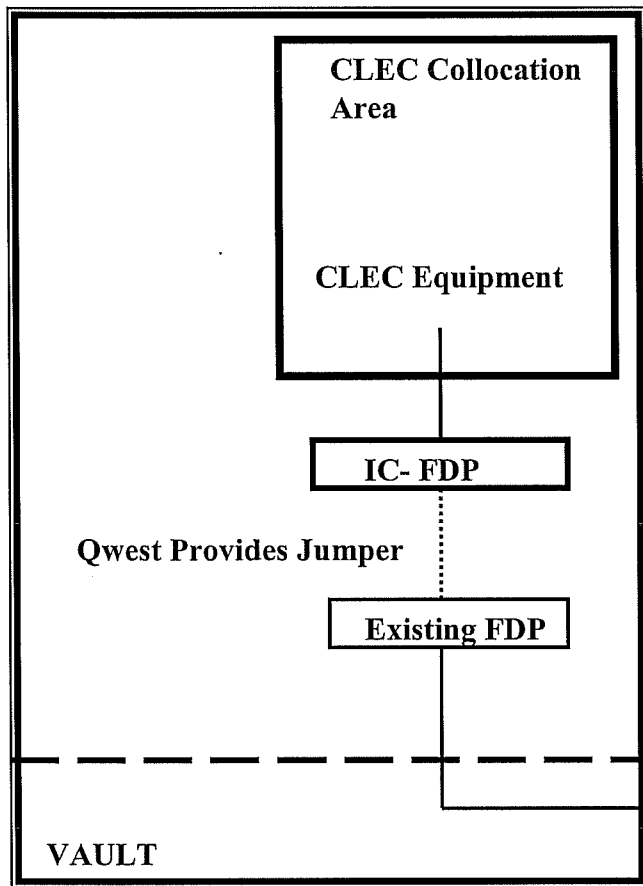 CLEC Collocation
Area
CLEC Equipment
IC- FDP
Qwest Provides Jumper
Existing FDP
VAULT